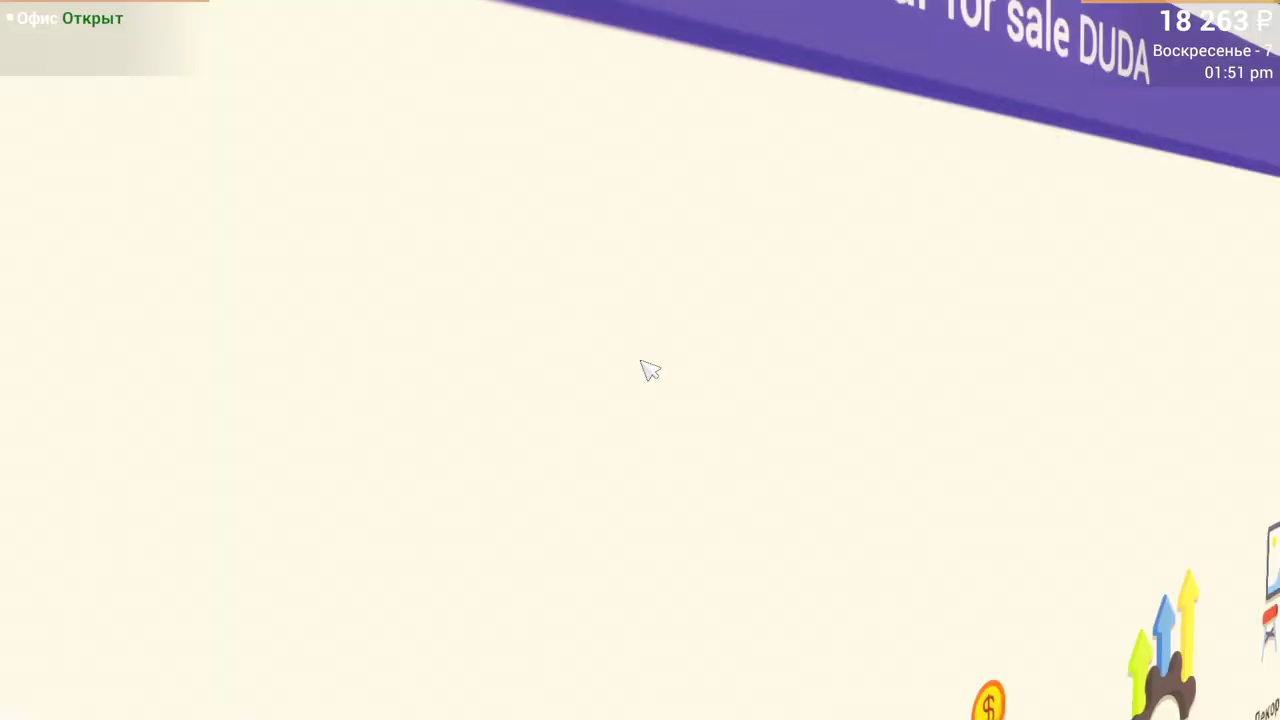 Офис Открыт
for sale DUDA
18 263 ₽
Воскресенье - 7
01:51 pm